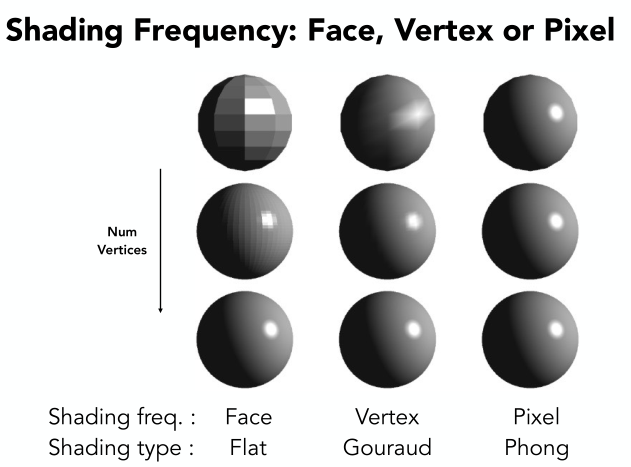 Shading Frequency: Face, Vertex or Pixel
Num
Vertices
Shading freq. : Face Vertex Pixel
Shading type : Flat Gouraud Phong